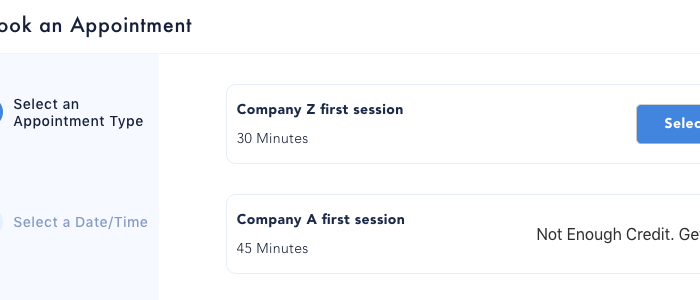 ook an Appointment
Select an
Appointment Type
Company Z first session
30 Minutes
Selec
Select a Date/Time
Company A first session
45 Minutes
Not Enough Credit. Ge